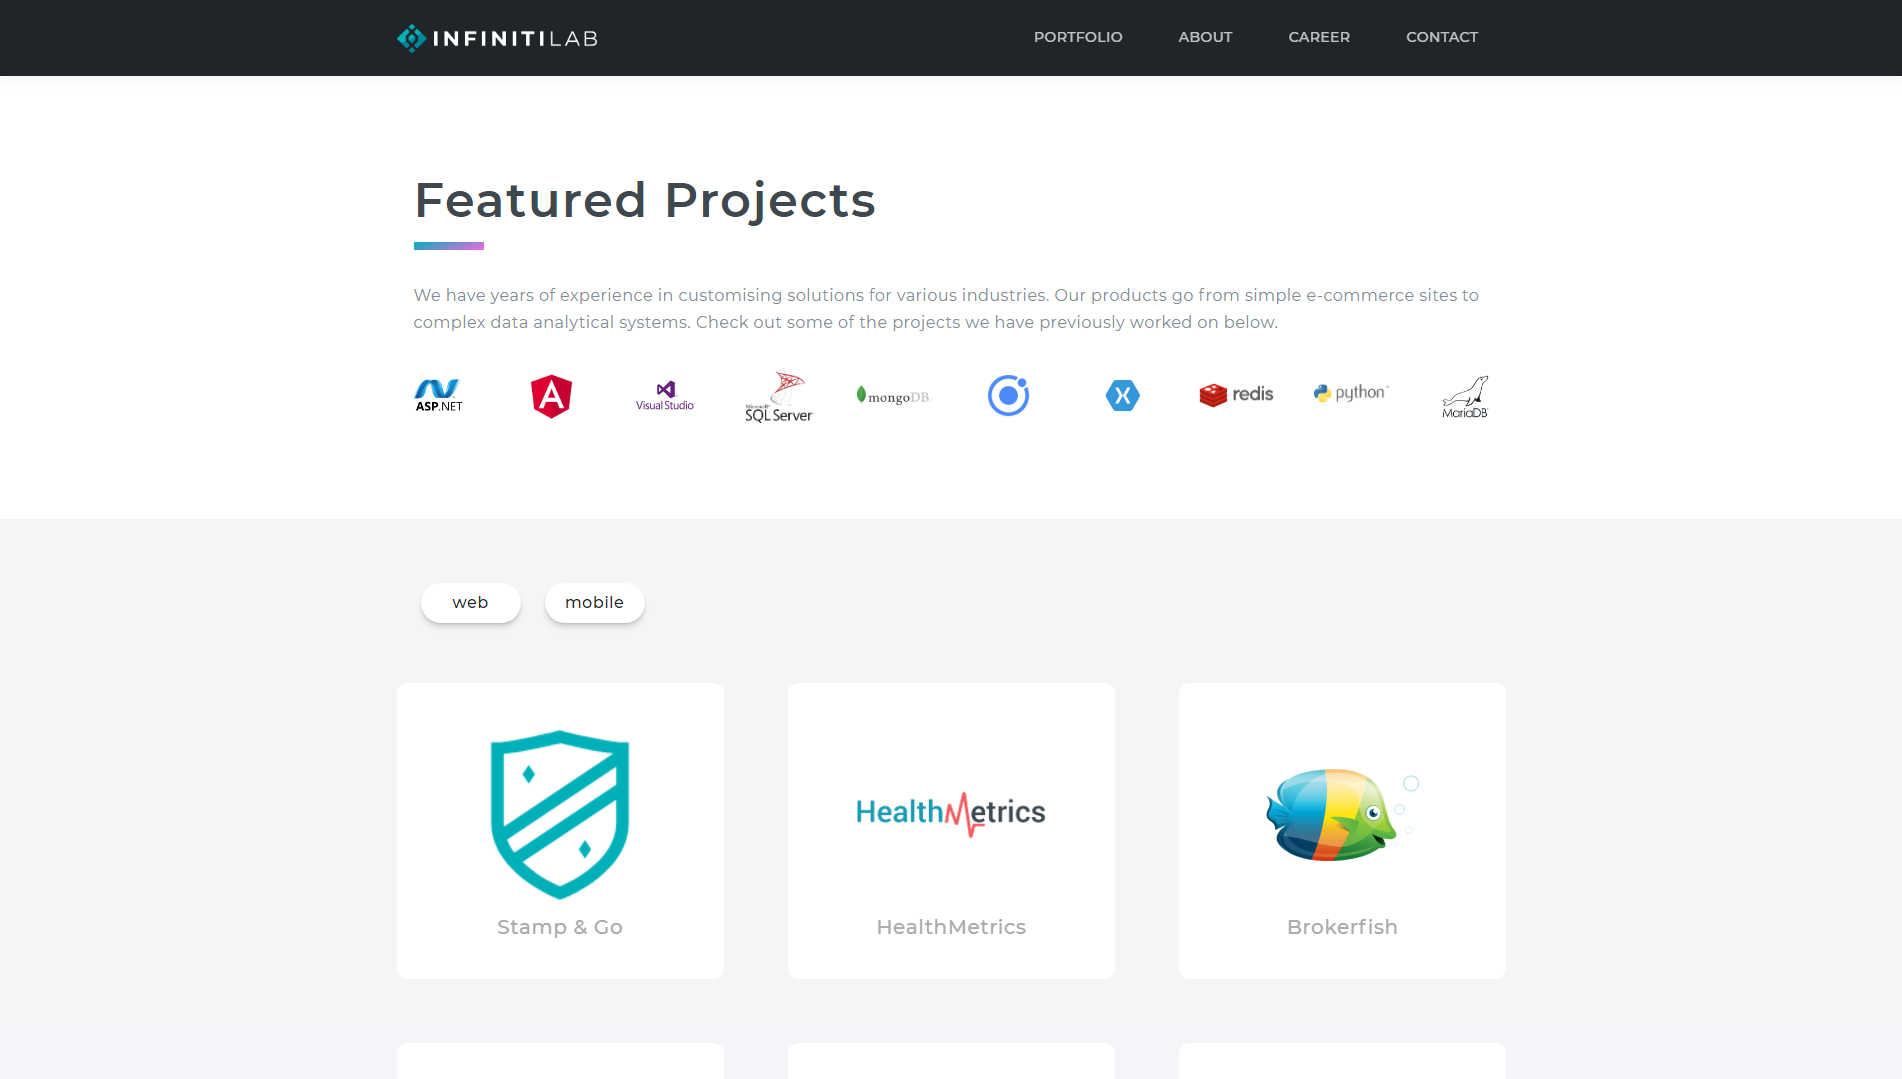 INFINITILAB
PORTFOLIO ABOUT CAREER CONTACT
Featured Projects
We have years of experience in customising solutions for various industries. Our products go from simple e-commerce sites to
complex data analytical systems. Check out some of the projects we have previously worked on below.
ASP.NET
A
Visual Studio
Microsoft
SQL Server
mongoDB
X
redis
python
MariaDB
web mobile
HealthMetrics
Stamp & Go HealthMetrics Brokerfish